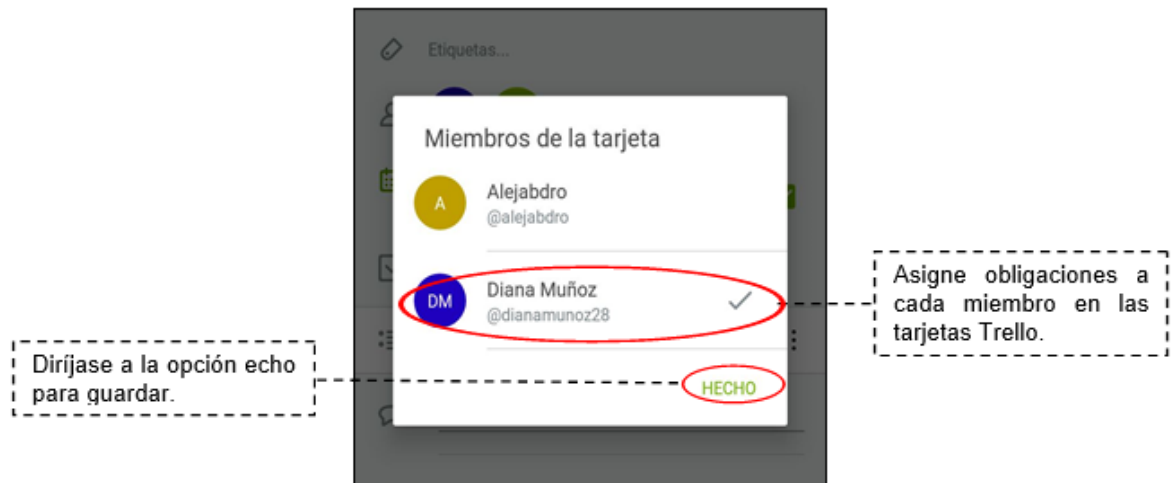 Etiquetas...
Miembros de la tarjeta
A
Alejabdro
@alejabdro
DM
Diana Muñoz
@dianamunoz28
HECHO
Asigne obligaciones a
cada miembro en las
tarjetas Trello.
Diríjase a la opción echo
para guardar.